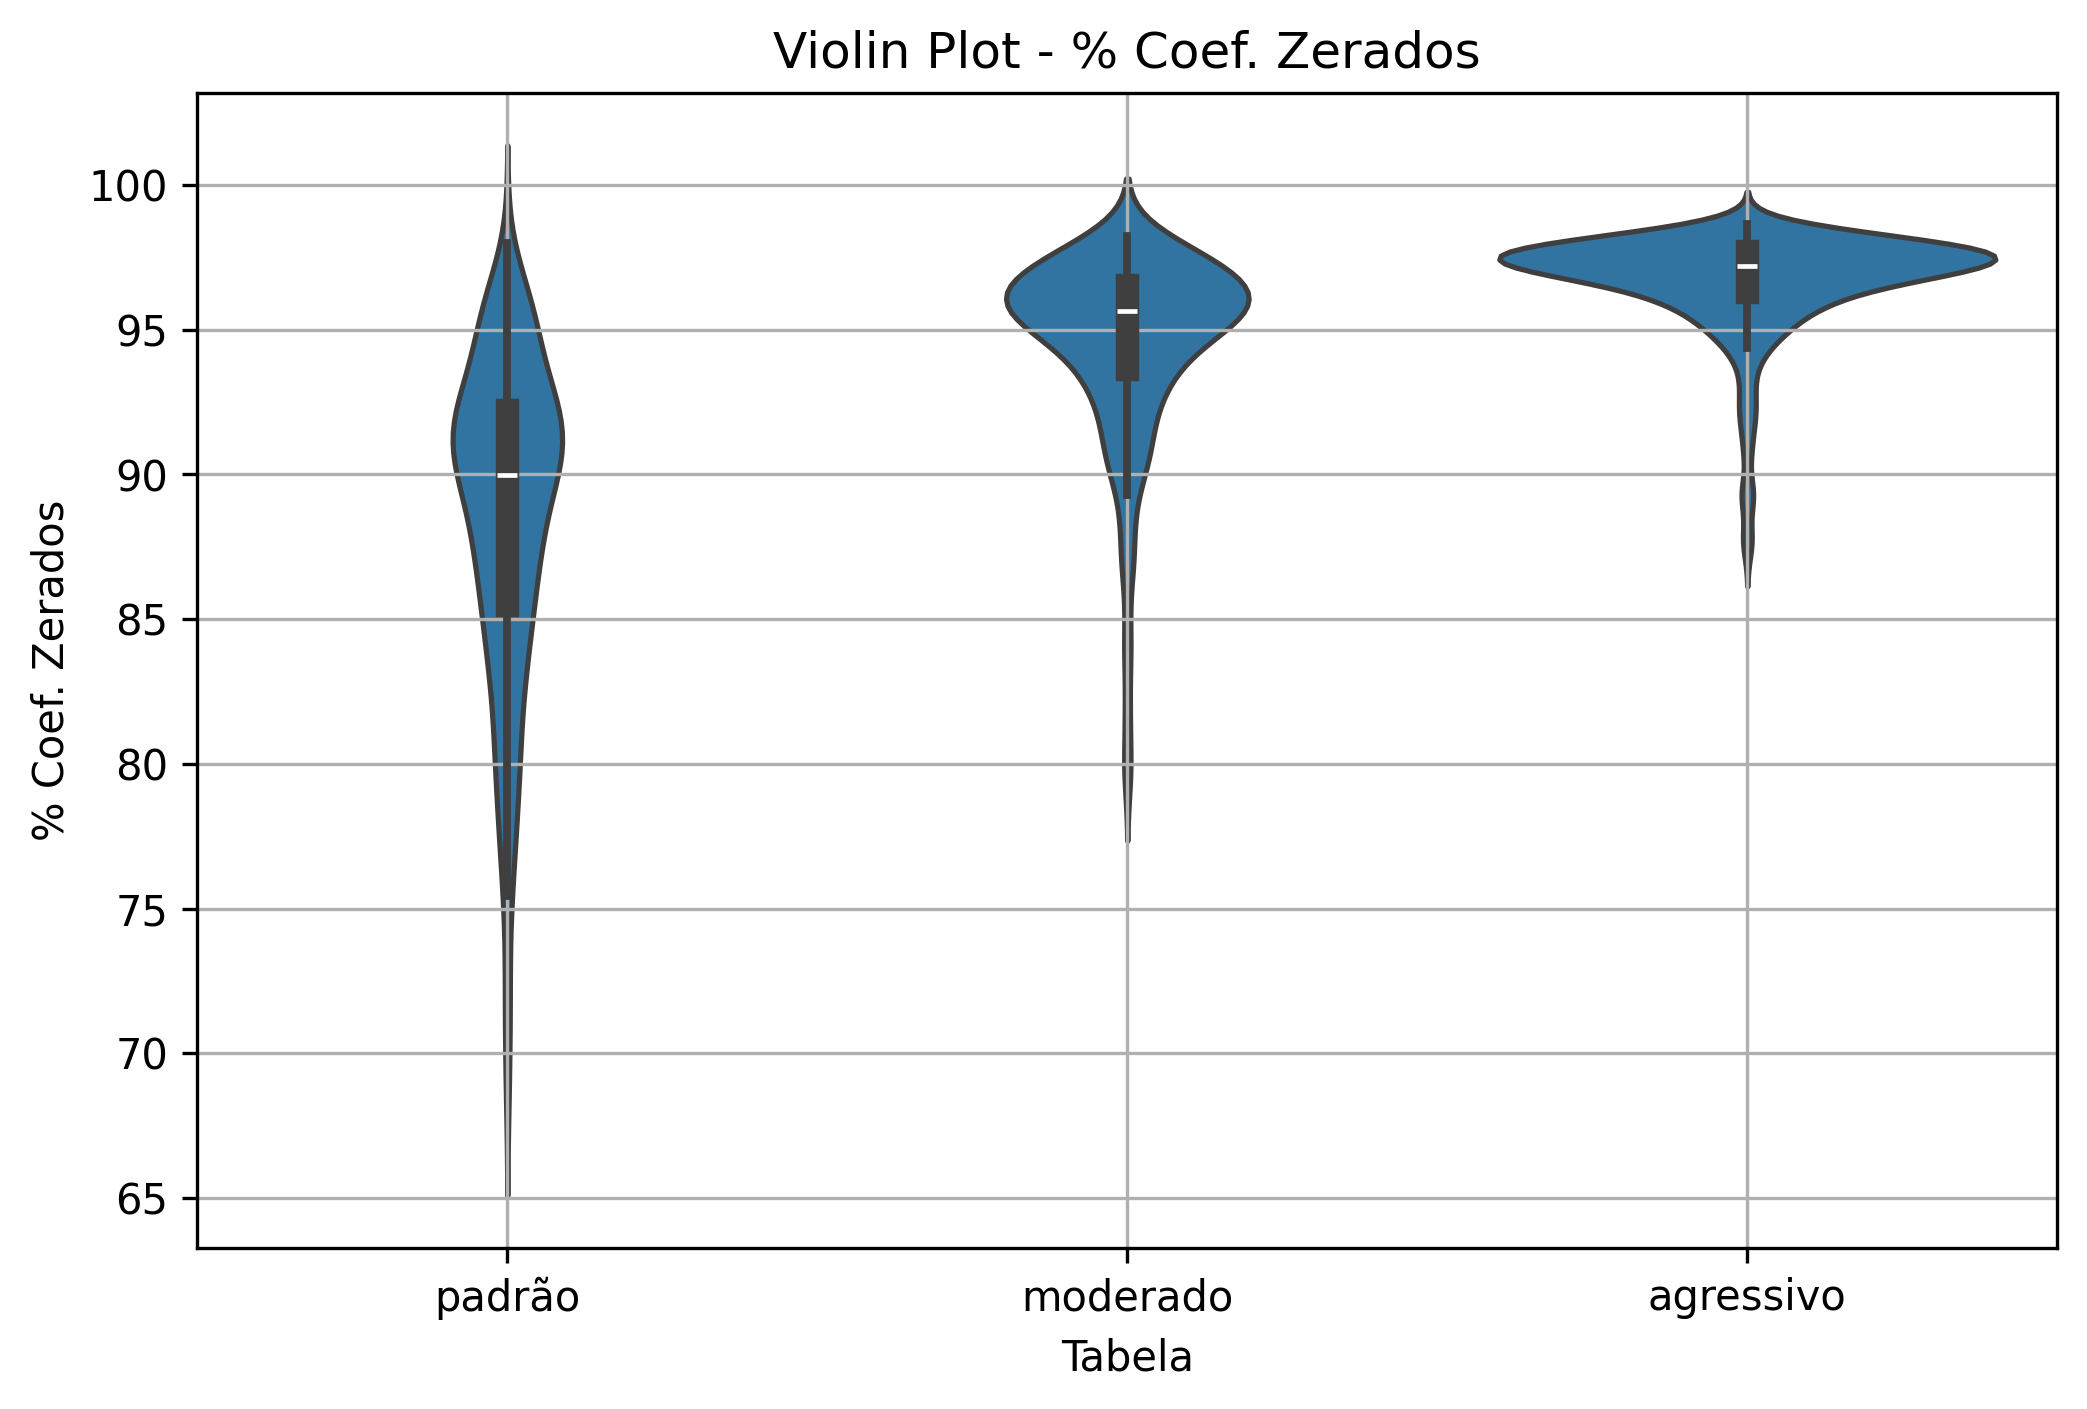 Violin Plot - % Coef. Zerados
% Coef. Zerados
100
95
90
85
80
75
70
65
padrão moderado agressivo
Tabela